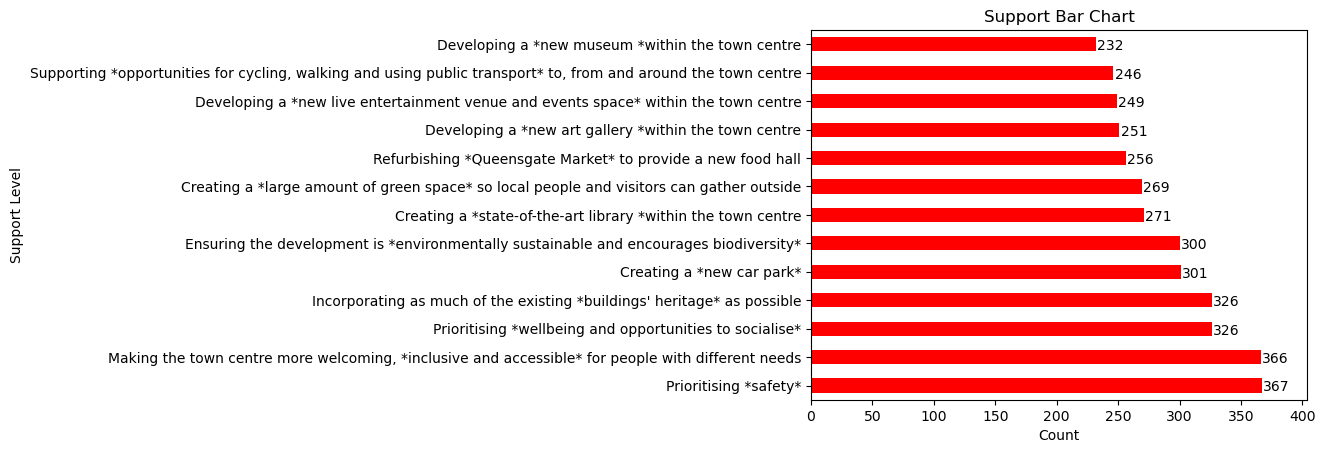 Support Bar Chart
Support Level
Developing a *new museum *within the town centre
232
Supporting *opportunities for cycling, walking and using public transport* to, from and around the town centre
246
Developing a *new live entertainment venue and events space* within the town centre
249
Developing a *new art gallery *within the town centre
251
Refurbishing *Queensgate Market* to provide a new food hall
256
Creating a *large amount of green space* so local people and visitors can gather outside
269
Creating a *state-of-the-art library *within the town centre
271
Ensuring the development is *environmentally sustainable and encourages biodiversity*
300
Creating a *new car park*
301
Incorporating as much of the existing *buildings' heritage* as possible
326
Prioritising *wellbeing and opportunities to socialise*
326
Making the town centre more welcoming, *inclusive and accessible* for people with different needs
366
Prioritising *safety*
367
0 50 100 150 200 250 300 350 400
Count